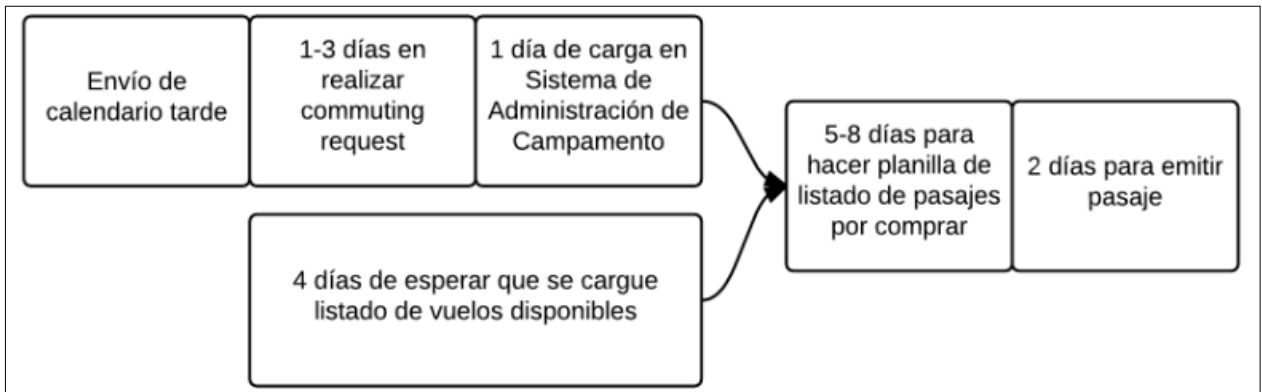 Envío de
calendario tarde
1-3 días en
realizar
commuting
request
1 día de carga en
Sistema de
Administración de
Campamento
4 días de esperar que se cargue
listado de vuelos disponibles
5-8 días para
hacer planilla de
listado de pasajes
por comprar
2 días para emitir
pasaje